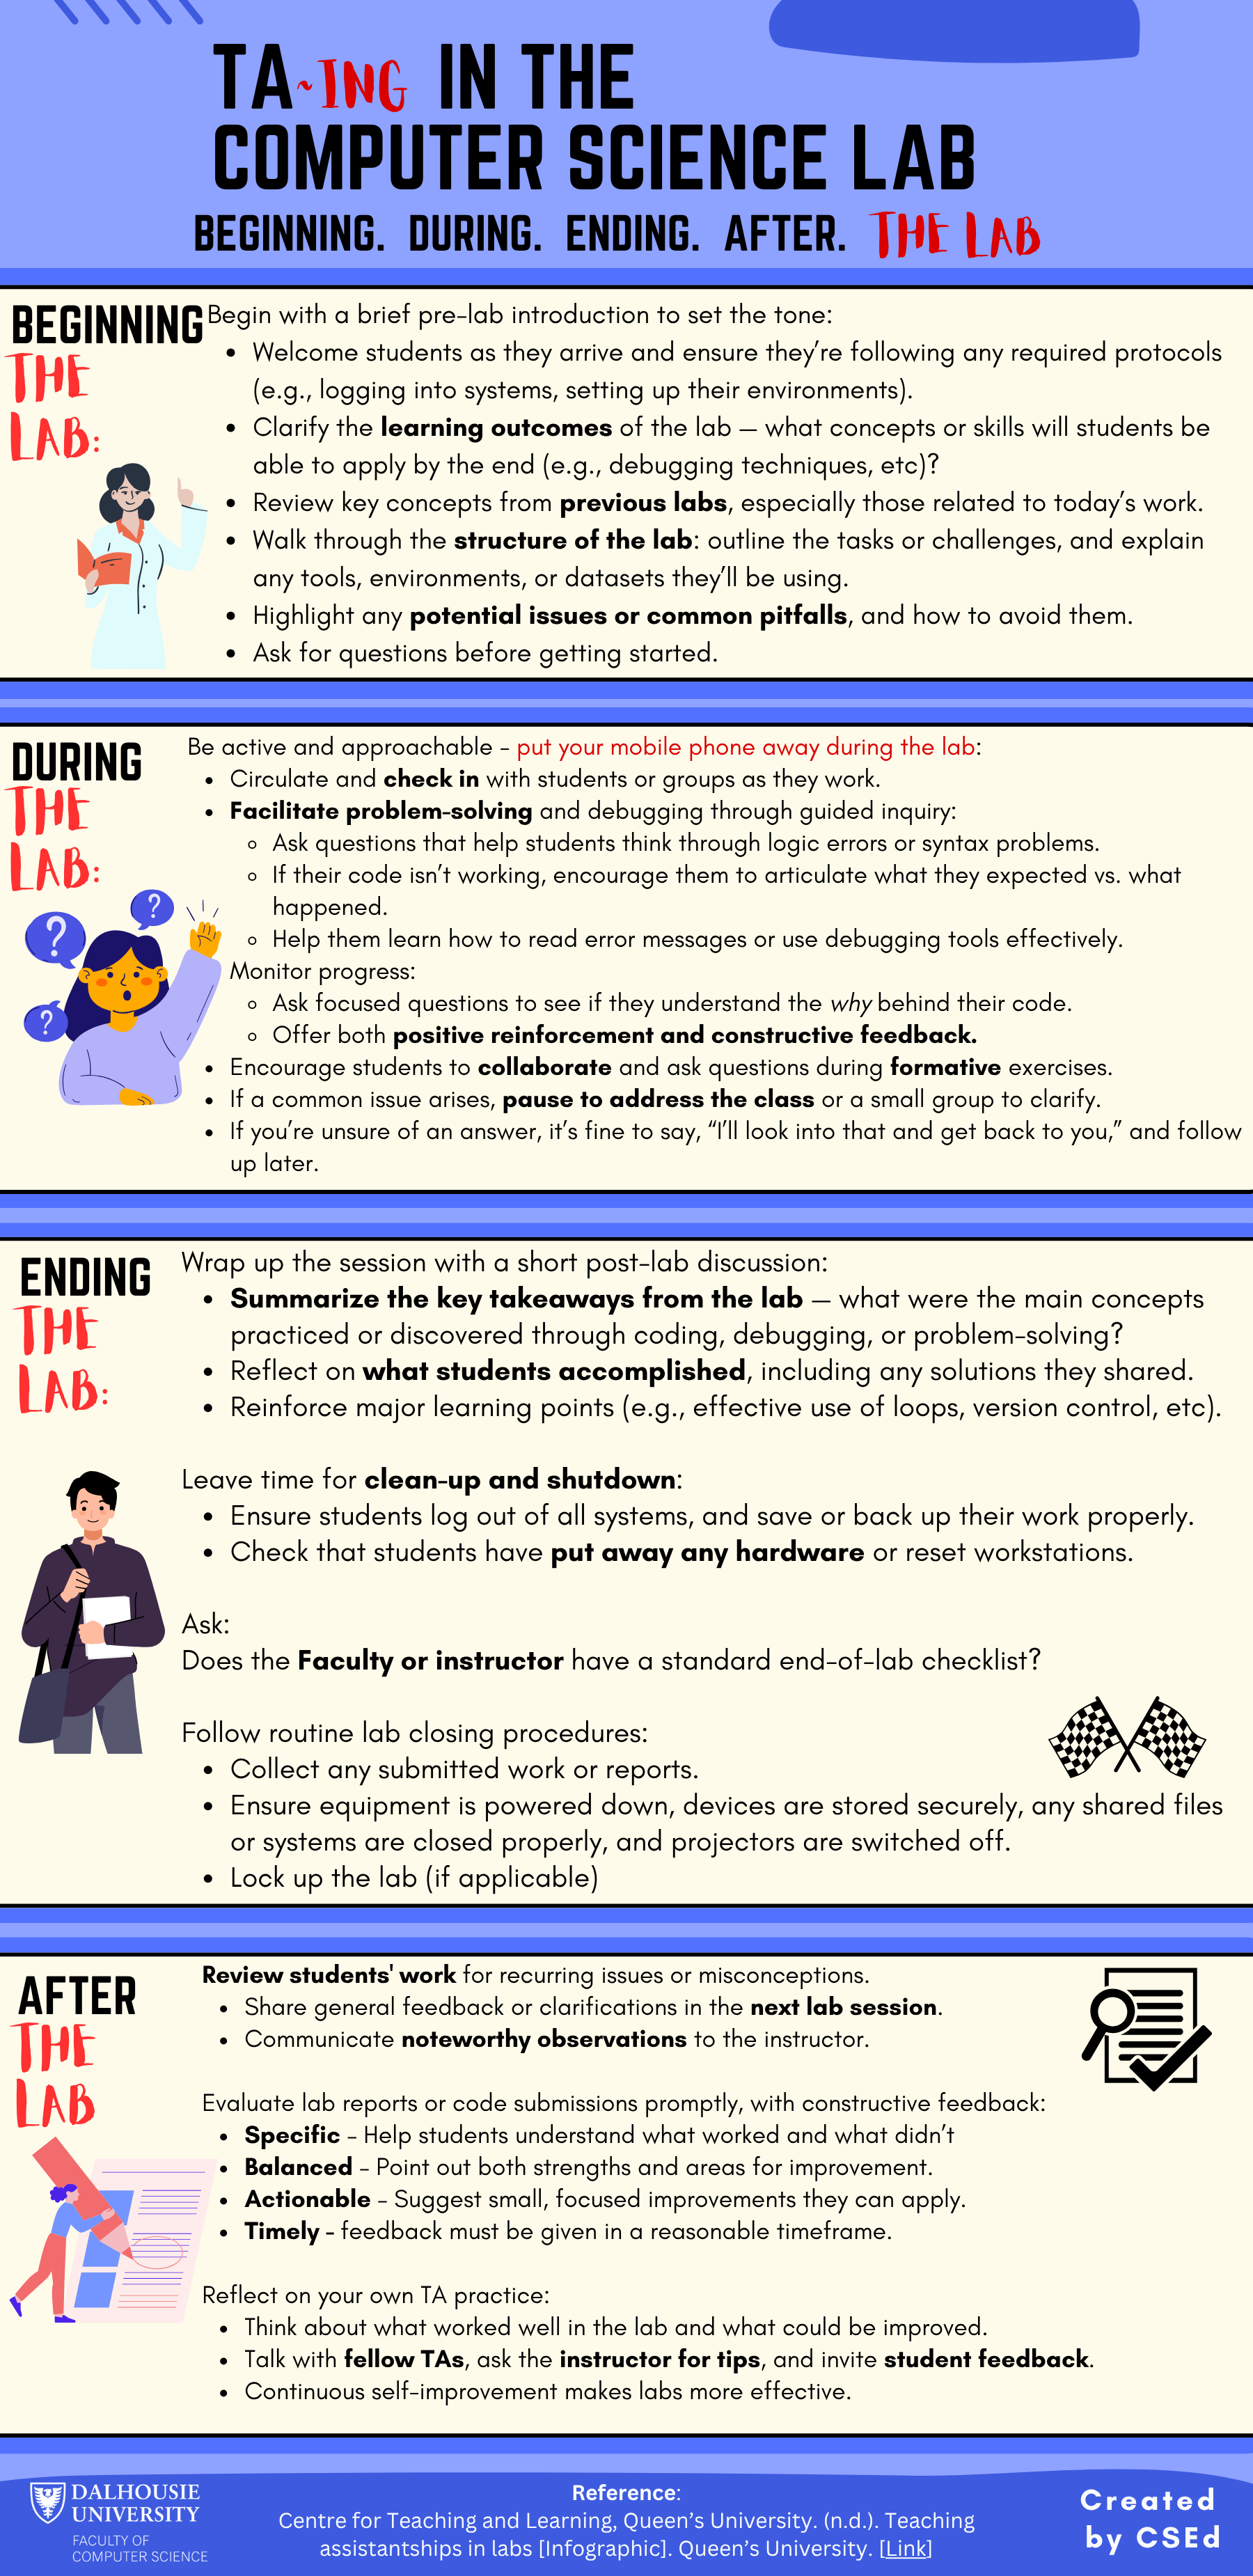 TA~ING IN THE
COMPUTER SCIENCE LAB
BEGINNING. DURING. ENDING. AFTER. THE LAB
BEGINNING
THE
LAB:
Begin with a brief pre-lab introduction to set the tone:
• Welcome students as they arrive and ensure they're following any required protocols
(e.g., logging into systems, setting up their environments).
• Clarify the learning outcomes of the lab — what concepts or skills will students be
able to apply by the end (e.g., debugging techniques, etc)?
• Review key concepts from previous labs, especially those related to today's work.
• Walk through the structure of the lab: outline the tasks or challenges, and explain
any tools, environments, or datasets they'll be using.
• Highlight any potential issues or common pitfalls, and how to avoid them.
• Ask for questions before getting started.
DURING
THE
LAB:
?
?
?
Be active and approachable - put your mobile phone away during the lab:
• Circulate and check in with students or groups as they work.
• Facilitate problem-solving and debugging through guided inquiry:
◦ Ask questions that help students think through logic errors or syntax problems.
◦ If their code isn't working, encourage them to articulate what they expected vs. what
happened.
◦ Help them learn how to read error messages or use debugging tools effectively.
Monitor progress:
◦ Ask focused questions to see if they understand the why behind their code.
◦ Offer both positive reinforcement and constructive feedback.
• Encourage students to collaborate and ask questions during formative exercises.
• If a common issue arises, pause to address the class or a small group to clarify.
• If you're unsure of an answer, it's fine to say, “I'll look into that and get back to you,” and follow
up later.
ENDING
THE
LAB:
Wrap up the session with a short post-lab discussion:
• Summarize the key takeaways from the lab — what were the main concepts
practiced or discovered through coding, debugging, or problem-solving?
• Reflect on what students accomplished, including any solutions they shared.
• Reinforce major learning points (e.g., effective use of loops, version control, etc).
Leave time for clean-up and shutdown:
• Ensure students log out of all systems, and save or back up their work properly.
• Check that students have put away any hardware or reset workstations.
Ask:
Does the Faculty or instructor have a standard end-of-lab checklist?
Follow routine lab closing procedures:
• Collect any submitted work or reports.
• Ensure equipment is powered down, devices are stored securely, any shared files
or systems are closed properly, and projectors are switched off.
• Lock up the lab (if applicable)
AFTER
THE
LAB
Review students' work for recurring issues or misconceptions.
• Share general feedback or clarifications in the next lab session.
• Communicate noteworthy observations to the instructor.
Evaluate lab reports or code submissions promptly, with constructive feedback:
• Specific - Help students understand what worked and what didn't
• Balanced - Point out both strengths and areas for improvement.
• Actionable - Suggest small, focused improvements they can apply.
• Timely - feedback must be given in a reasonable timeframe.
Reflect on your own TA practice:
• Think about what worked well in the lab and what could be improved.
• Talk with fellow TAs, ask the instructor for tips, and invite student feedback.
• Continuous self-improvement makes labs more effective.
DALHOUSIE
UNIVERSITY
FACULTY OF
COMPUTER SCIENCE
Reference:
Centre for Teaching and Learning, Queen's University. (n.d.). Teaching
assistantships in labs [Infographic]. Queen's University. [Link]
Created
by CSEd